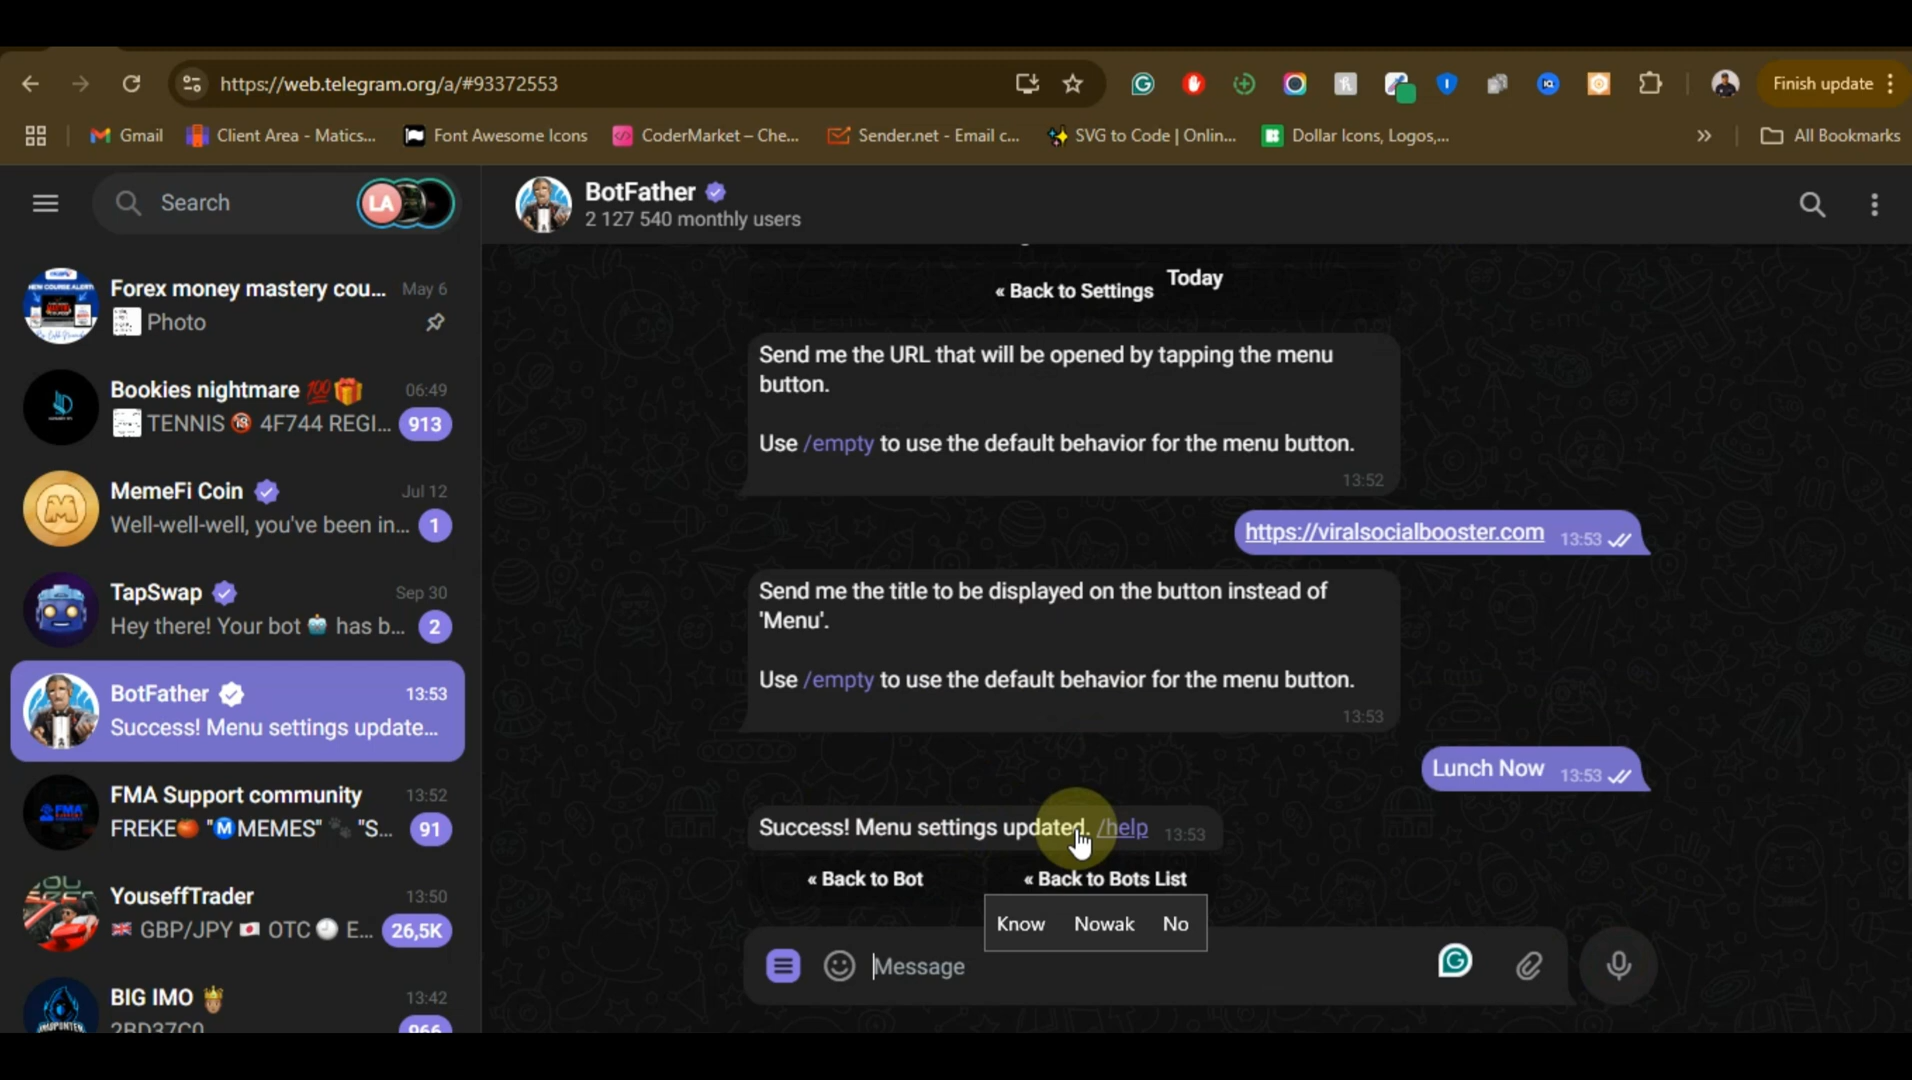 https://web.telegram.org/a/#93372553
Finish update
Gmail
Client Area - Matics...
Font Awesome Icons
CoderMarket – Che...
Sender.net - Email c...
SVG to Code | Onlin...
Dollar Icons, Logos,...
»
All Bookmarks
Search
LA
BotFather
2 127 540 monthly users
Forex money mastery cou... May 6
Photo
Bookies nightmare 💯🎁 06:49
TENNIS 🔞 4F744 REGI... 913
MemeFi Coin Jul 12
Well-well-well, you've been in... 1
TapSwap Sep 30
Hey there! Your bot 🤖 has b... 2
BotFather 13:53
Success! Menu settings update...
FMA Support community 13:52
FREKE🍅 "Ⓜ️MEMES" 🐾 "S... 91
YouseffTrader 13:50
🇬🇧 GBP/JPY 🇯🇵 OTC 🕘 E... 26,5K
BIG IMO 🤴 13:42
2BD37C0 966
Today
« Back to Settings
Send me the URL that will be opened by tapping the menu
button.
Use /empty to use the default behavior for the menu button.
13:52
https://viralsocialbooster.com 13:53
Send me the title to be displayed on the button instead of
'Menu'.
Use /empty to use the default behavior for the menu button.
13:53
Lunch Now 13:53
Success! Menu settings updated. /help 13:53
« Back to Bot « Back to Bots List
Know Nowak No
Message